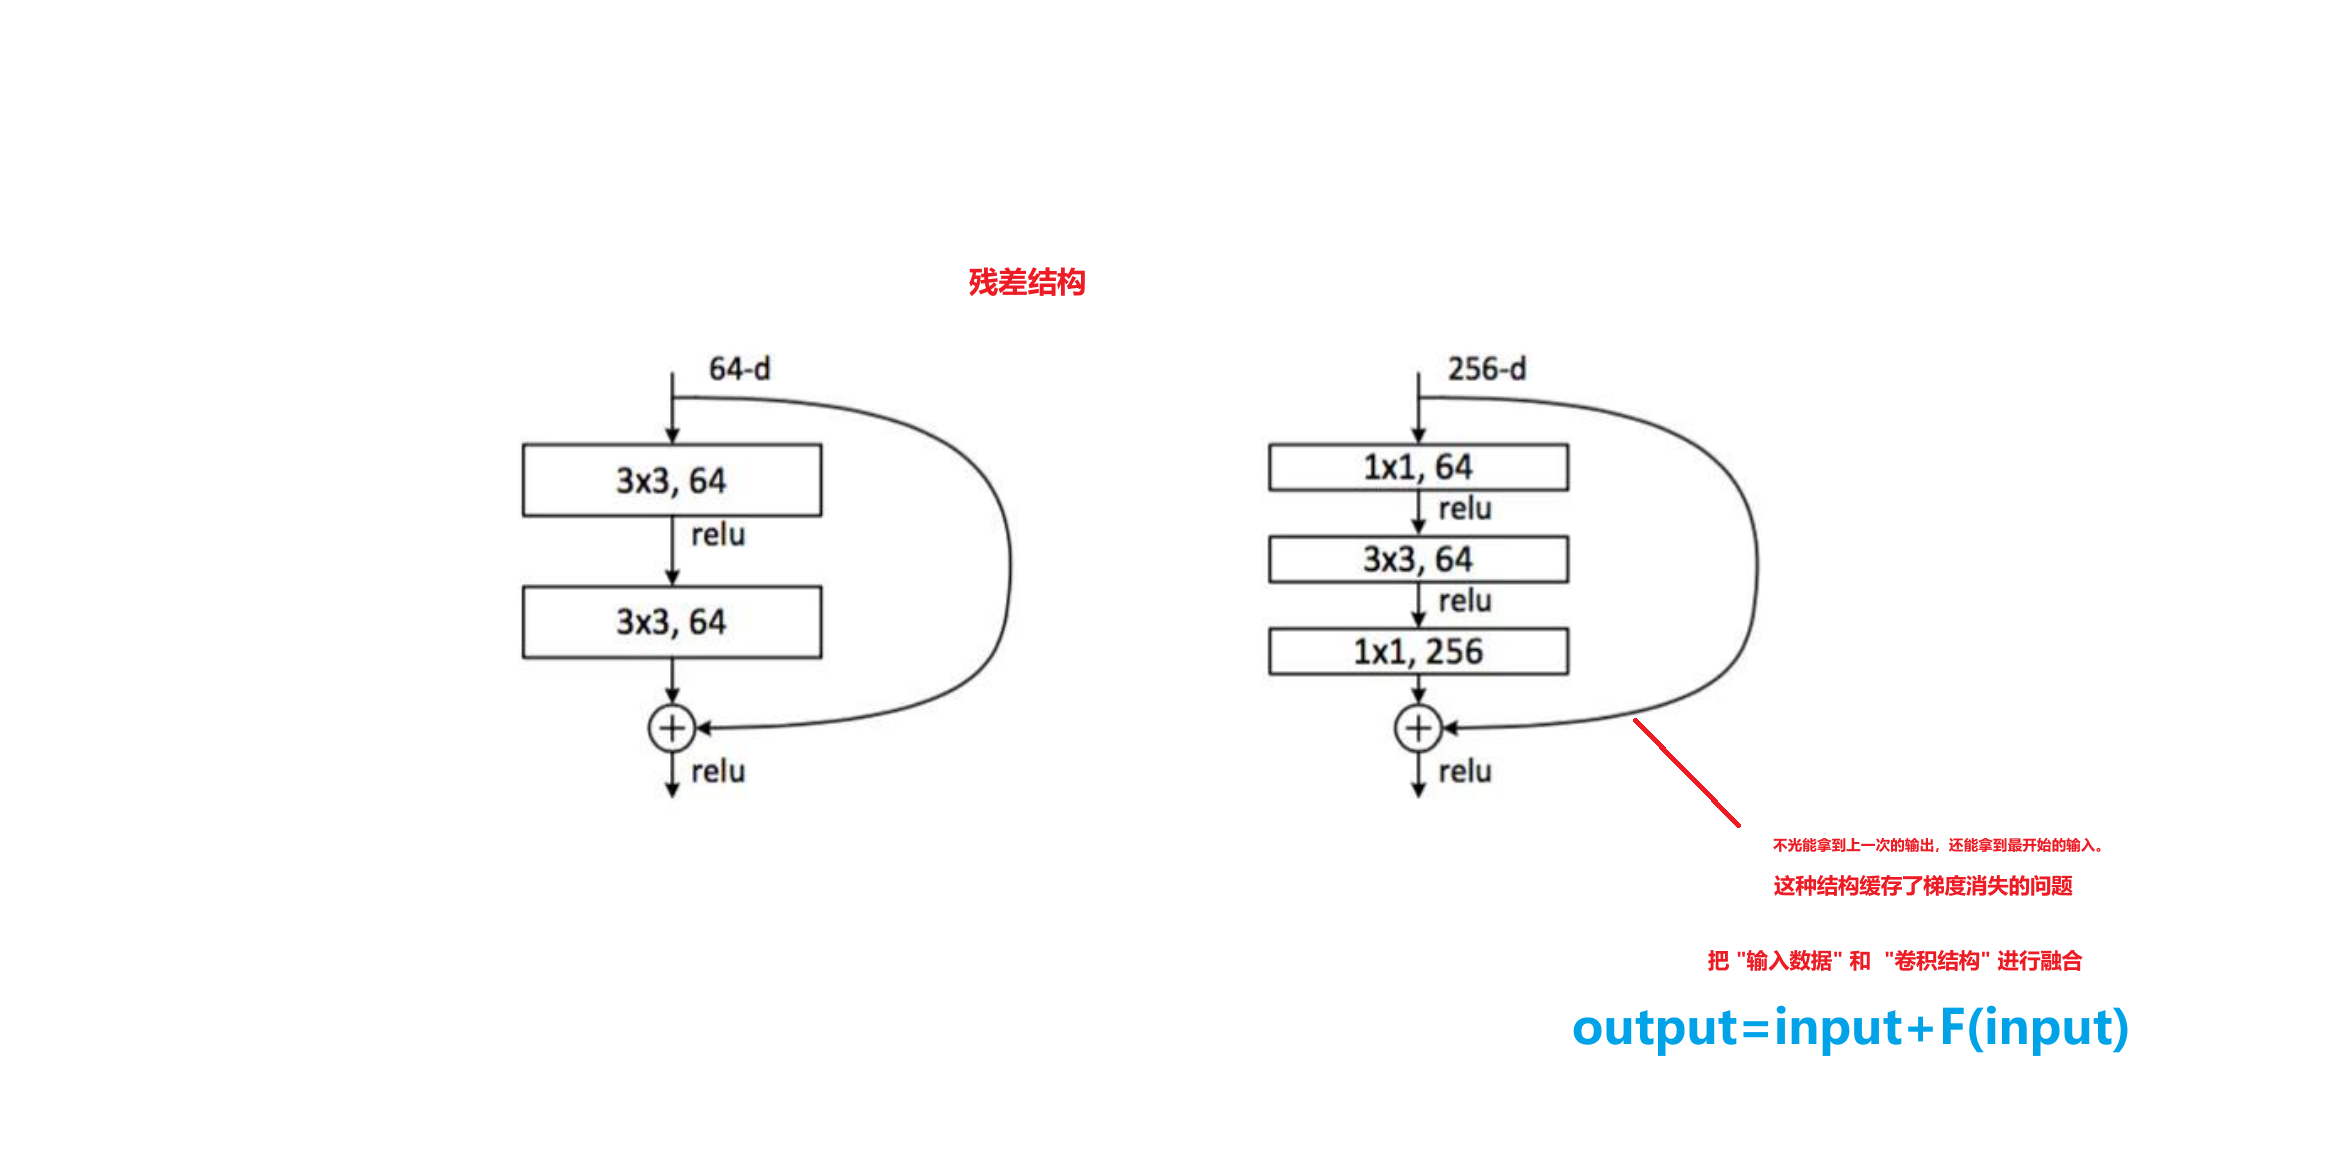 残差结构
64-d
3x3, 64
relu
3x3, 64
relu
256-d
1x1, 64
relu
3x3, 64
relu
1x1, 256
relu
不光能拿到上一次的输出，还能拿到最开始的输入。
这种结构缓存了梯度消失的问题
把 "输入数据" 和 "卷积结构" 进行融合
output=input+F(input)